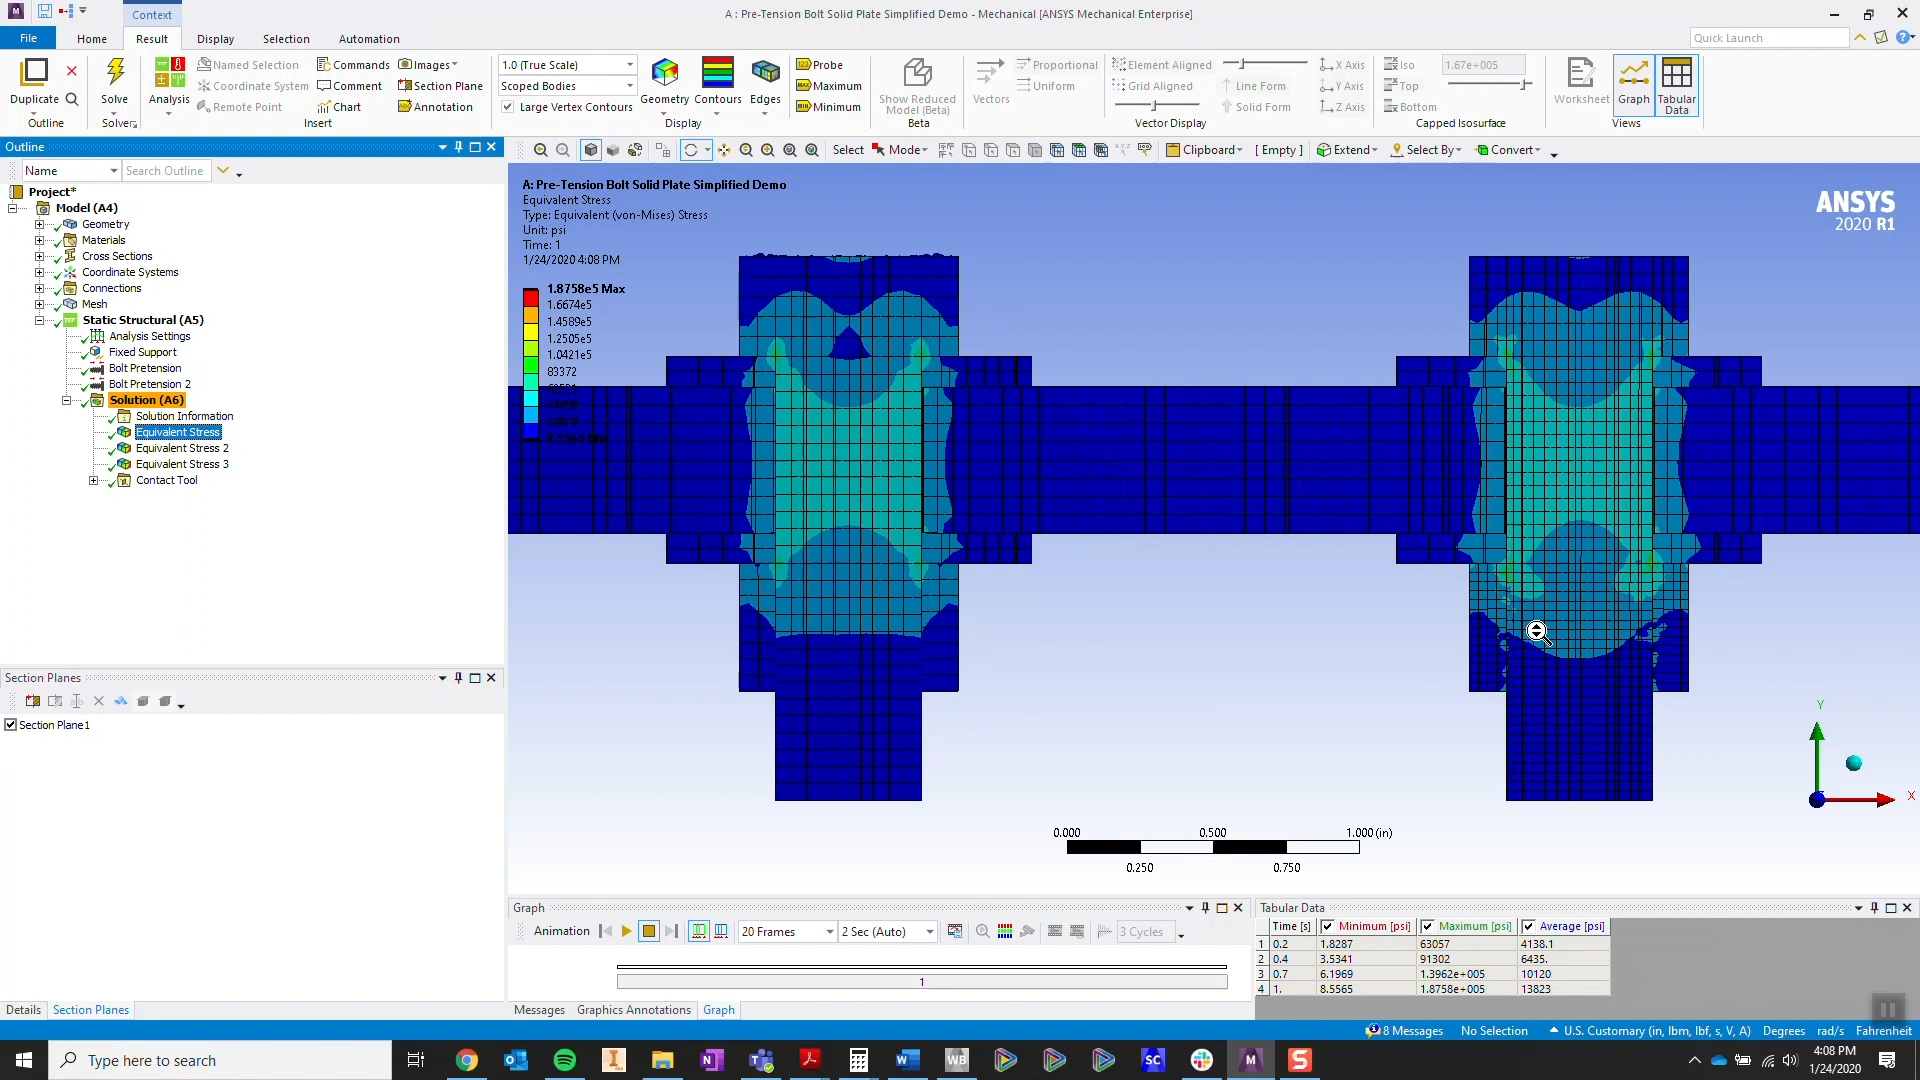 Context
A : Pre-Tension Bolt Solid Plate Simplified Demo - Mechanical [ANSYS Mechanical Enterprise]
File Home Result Display Selection Automation
Quick Launch
Duplicate
Outline
Solve
Solver
Analysis
Named Selection
Coordinate System
Remote Point
Commands
Comment
Chart
Images
Section Plane
Annotation
Insert
1.0 (True Scale)
Scoped Bodies
Large Vertex Contours
Geometry
Contours
Edges
Display
Probe
Maximum
Minimum
Show Reduced
Model (Beta)
Beta
Vectors
Proportional
Uniform
Element Aligned
Grid Aligned
Line Form
Solid Form
X Axis
Y Axis
Z Axis
Vector Display
Iso
Top
Bottom
1.67e+005
Capped Isosurface
Worksheet
Graph
Tabular
Data
Views
Outline
Select Mode Clipboard [ Empty ] Extend Select By Convert
Name
Search Outline
Project*
Model (A4)
Geometry
Materials
Cross Sections
Coordinate Systems
Connections
Mesh
Static Structural (A5)
Analysis Settings
Fixed Support
Bolt Pretension
Bolt Pretension 2
Solution (A6)
Solution Information
Equivalent Stress
Equivalent Stress 2
Equivalent Stress 3
Contact Tool
Section Planes
Section Plane1
Details
Section Planes
A: Pre-Tension Bolt Solid Plate Simplified Demo
Equivalent Stress
Type: Equivalent (von-Mises) Stress
Unit: psi
Time: 1
1/24/2020 4:08 PM
1.8758e5 Max
1.6674e5
1.4589e5
1.2505e5
1.0421e5
83372
ANSYS
2020 R1
Y
X
0.000 0.500 1.000 (in)
0.250 0.750
Graph
Animation 20 Frames 2 Sec (Auto) 3 Cycles
1
Messages Graphics Annotations Graph
Tabular Data
Time [s] Minimum [psi] Maximum [psi] Average [psi]
1 0.2 1.8287 63057 4138.1
2 0.4 3.5341 91302 6435.
3 0.7 6.1969 1.3962e+005 10120
4 1. 8.5565 1.8758e+005 13823
8 Messages No Selection U.S. Customary (in, lbm, lbf, s, V, A) Degrees rad/s Fahrenheit
Type here to search
WB
SC
M
S
4:08 PM
1/24/2020